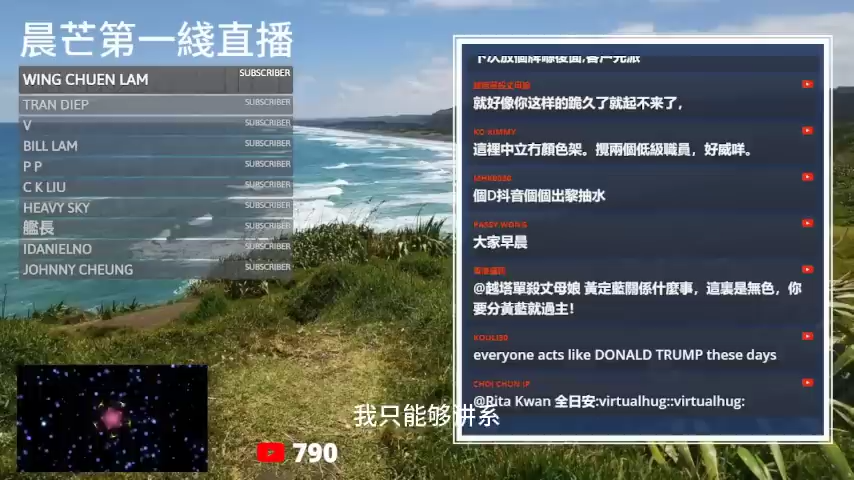 晨芒第一綫直播
WING CHUEN LAM SUBSCRIBER
TRAN DIEP SUBSCRIBER
V SUBSCRIBER
BILL LAM SUBSCRIBER
P P SUBSCRIBER
C K LIU SUBSCRIBER
HEAVY SKY SUBSCRIBER
艦長 SUBSCRIBER
IDANIELNO SUBSCRIBER
JOHNNY CHEUNG SUBSCRIBER
就好像你这样的跪久了就起不来了，
KC KIMMY
這裡中立冇顏色架。攪兩個低級職員，好威咩。
個D抖音個個出黎抽水
PASSY WONG
大家早晨
@越塔單殺丈母娘 黃定藍關係什麼事，這裏是無色，你
要分黃藍就過主！
everyone acts like DONALD TRUMP these days
CHOI CHUN IP
@Rita Kwan 全日安:virtualhug::virtualhug:
我只能够讲系
790